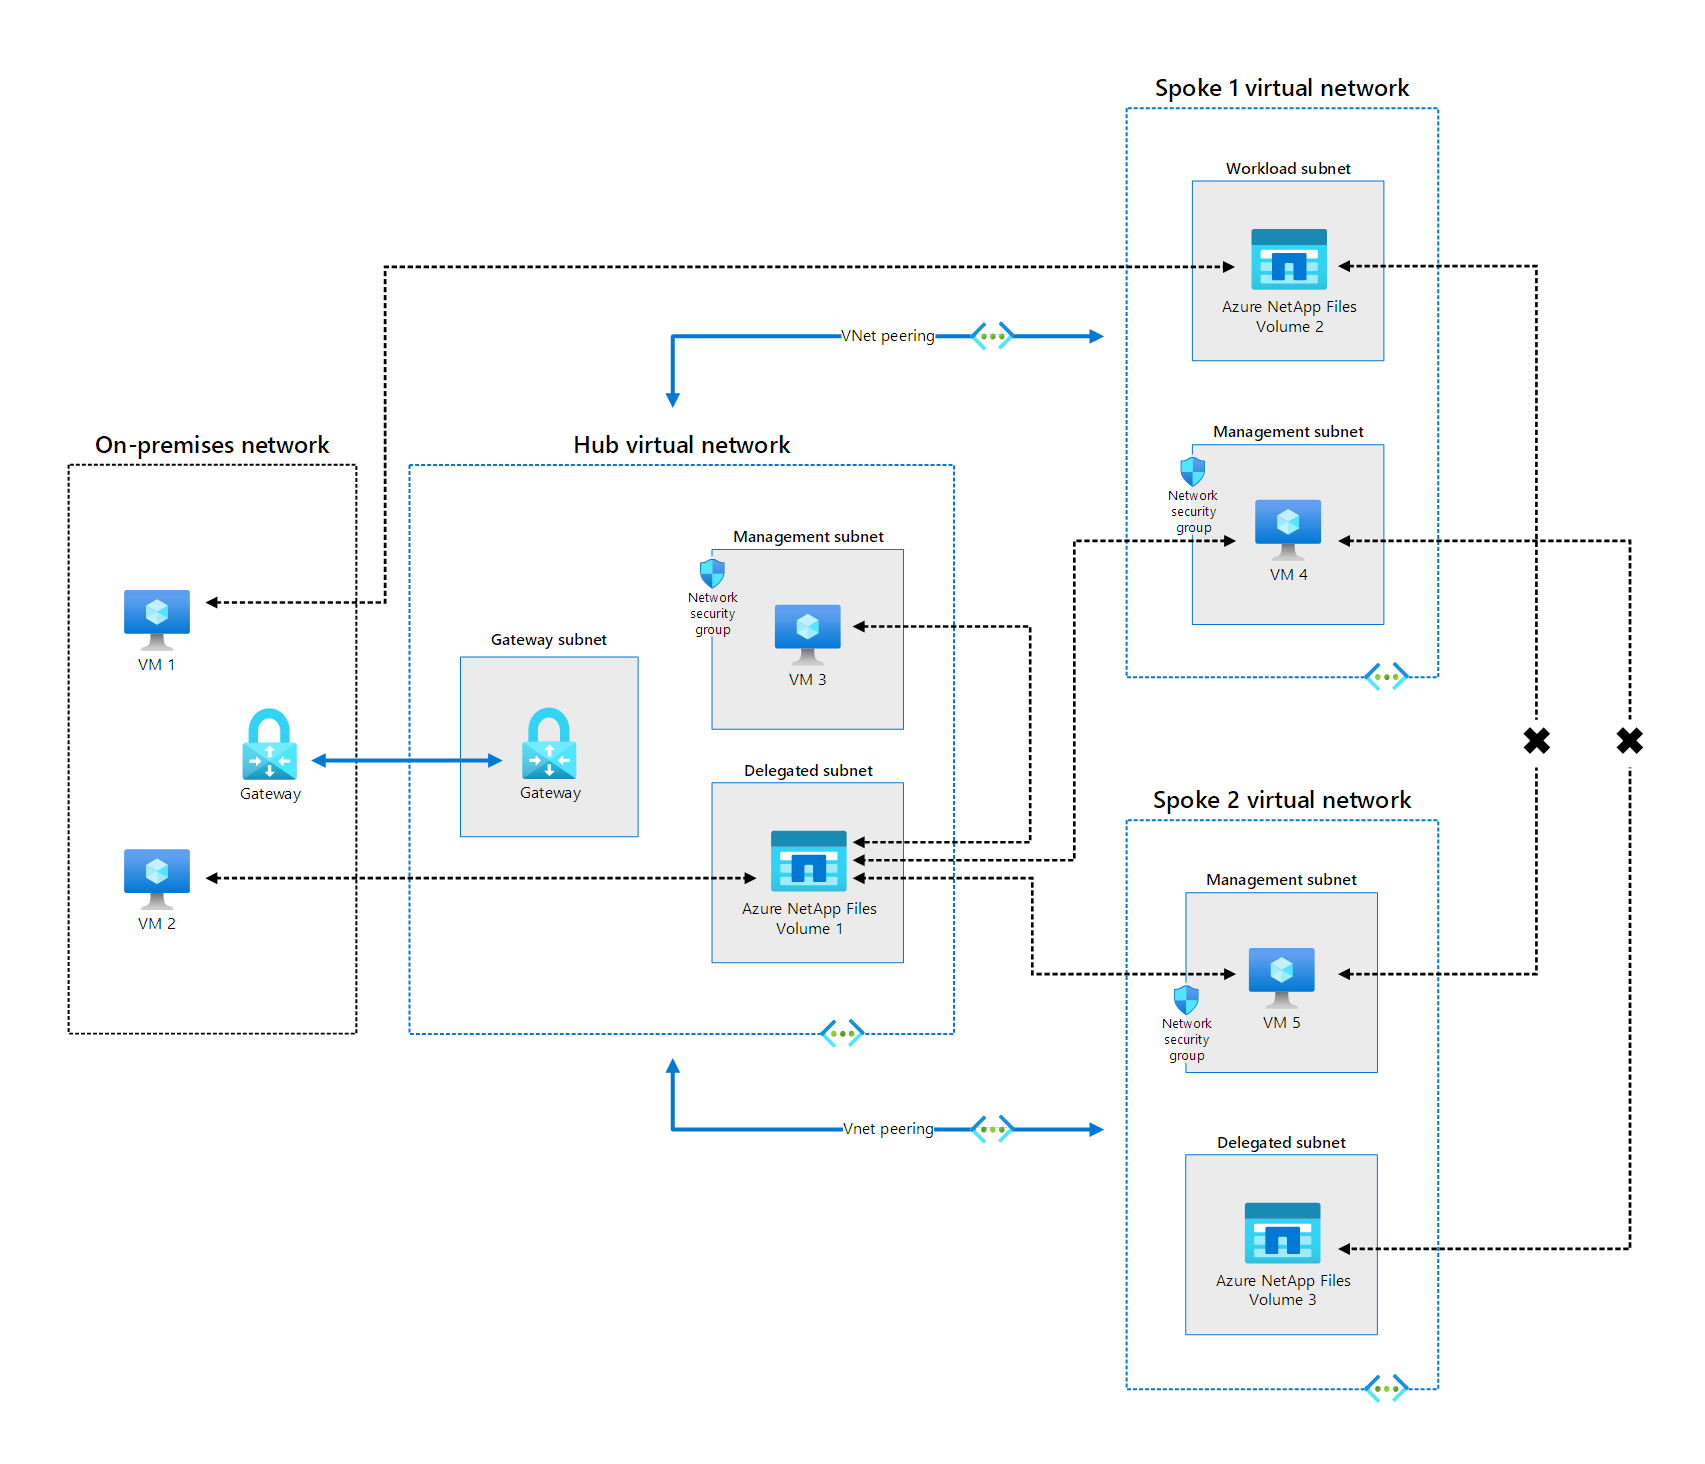 Spoke 1 virtual network
Workload subnet
Azure NetApp Files
Volume 2
VNet peering
Management subnet
Network
security
group
VM 4
On-premises network
VM 1
Gateway
VM 2
Hub virtual network
Management subnet
Network
security
group
VM 3
Gateway subnet
Gateway
Delegated subnet
Azure NetApp Files
Volume 1
Spoke 2 virtual network
Management subnet
Network
security
group
VM 5
Vnet peering
Delegated subnet
Azure NetApp Files
Volume 3